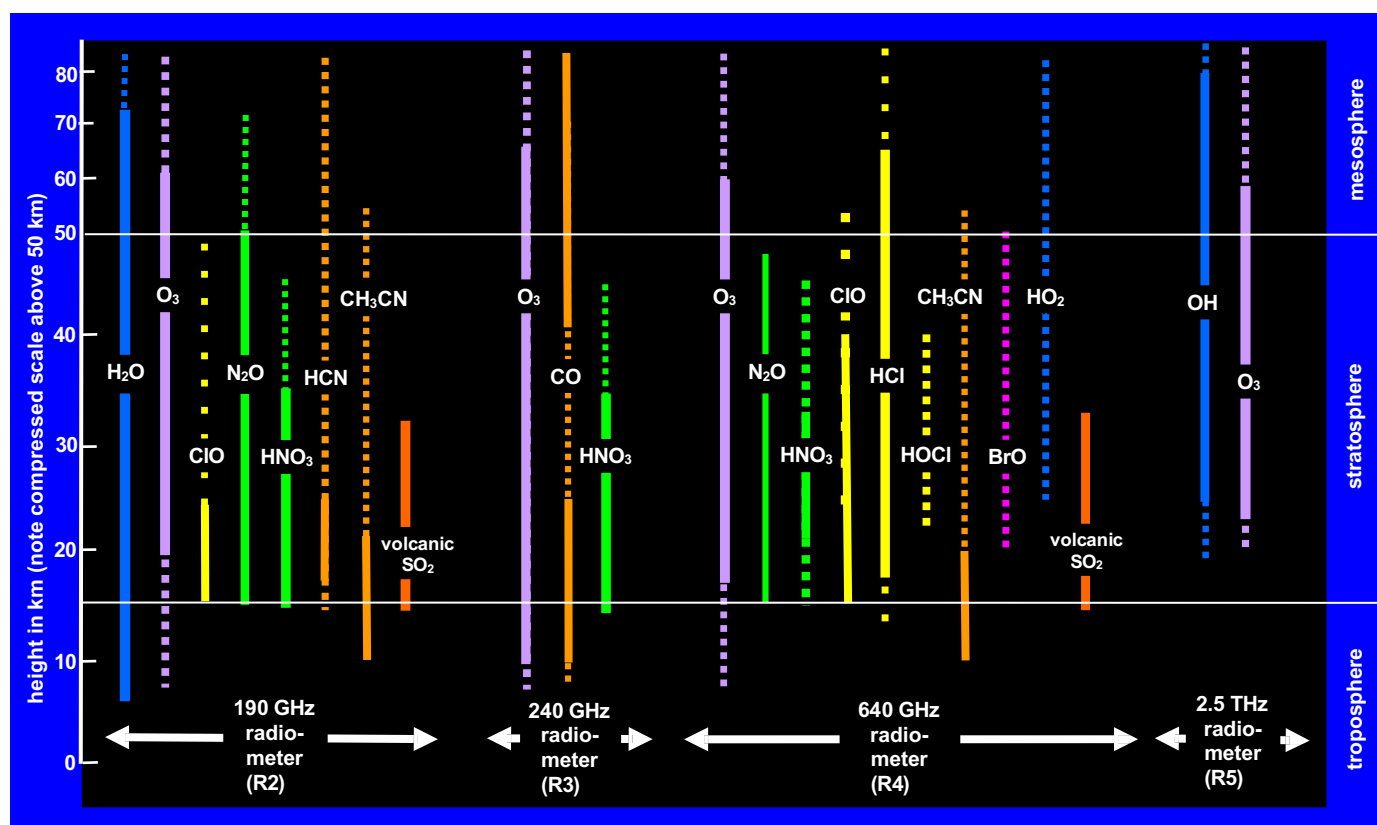 height in km (note compressed scale above 50 km)
80
70
60
50
40
30
20
10
0
mesosphere
stratosphere
troposphere
H₂O
O₃
ClO
N₂O
HNO₃
HCN
CH₃CN
volcanic
SO₂
190 GHz
radio-
meter
(R2)
O₃
CO
HNO₃
240 GHz
radio-
meter
(R3)
O₃
N₂O
HNO₃
ClO
HCl
HOCl
CH₃CN
BrO
HO₂
volcanic
SO₂
640 GHz
radio-
meter
(R4)
OH
O₃
2.5 THz
radio-
meter
(R5)